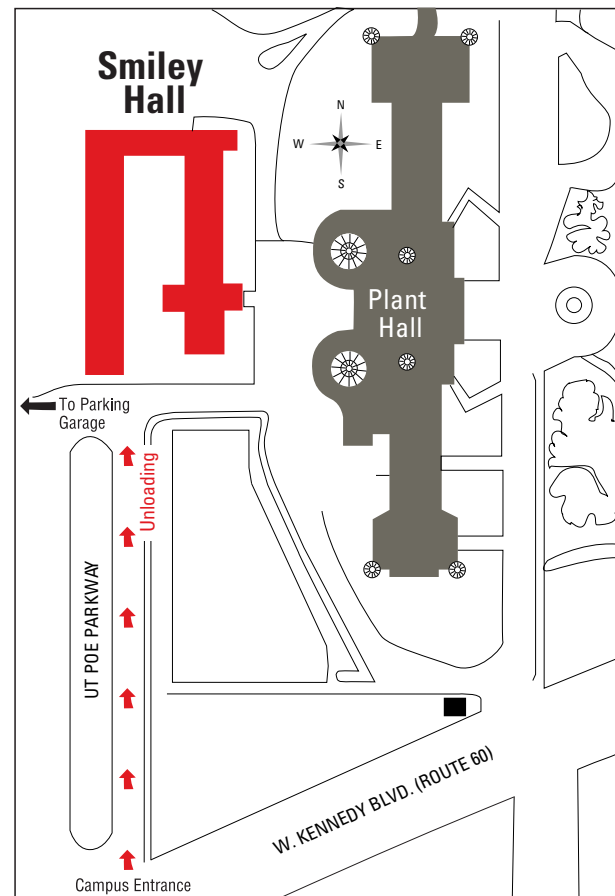 Smiley
Hall
N
W
E
S
Plant
Hall
To Parking
Garage
Unloading
UT POE PARKWAY
W. KENNEDY BLVD. (ROUTE 60)
Campus Entrance